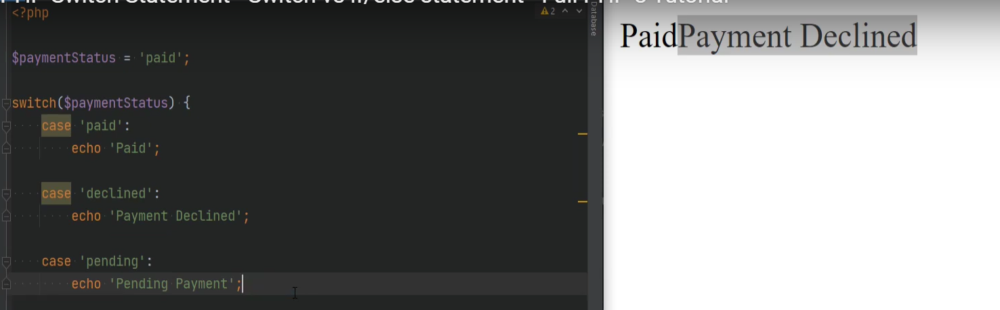 PHP Switch Statement - Switch vs if/else statement - Full PHP 8 Tutorial
<?php
2
Database
$paymentStatus = 'paid';
switch($paymentStatus) {
case 'paid':
echo 'Paid';
case 'declined':
echo 'Payment Declined';
case 'pending':
echo 'Pending Payment';
PaidPayment Declined